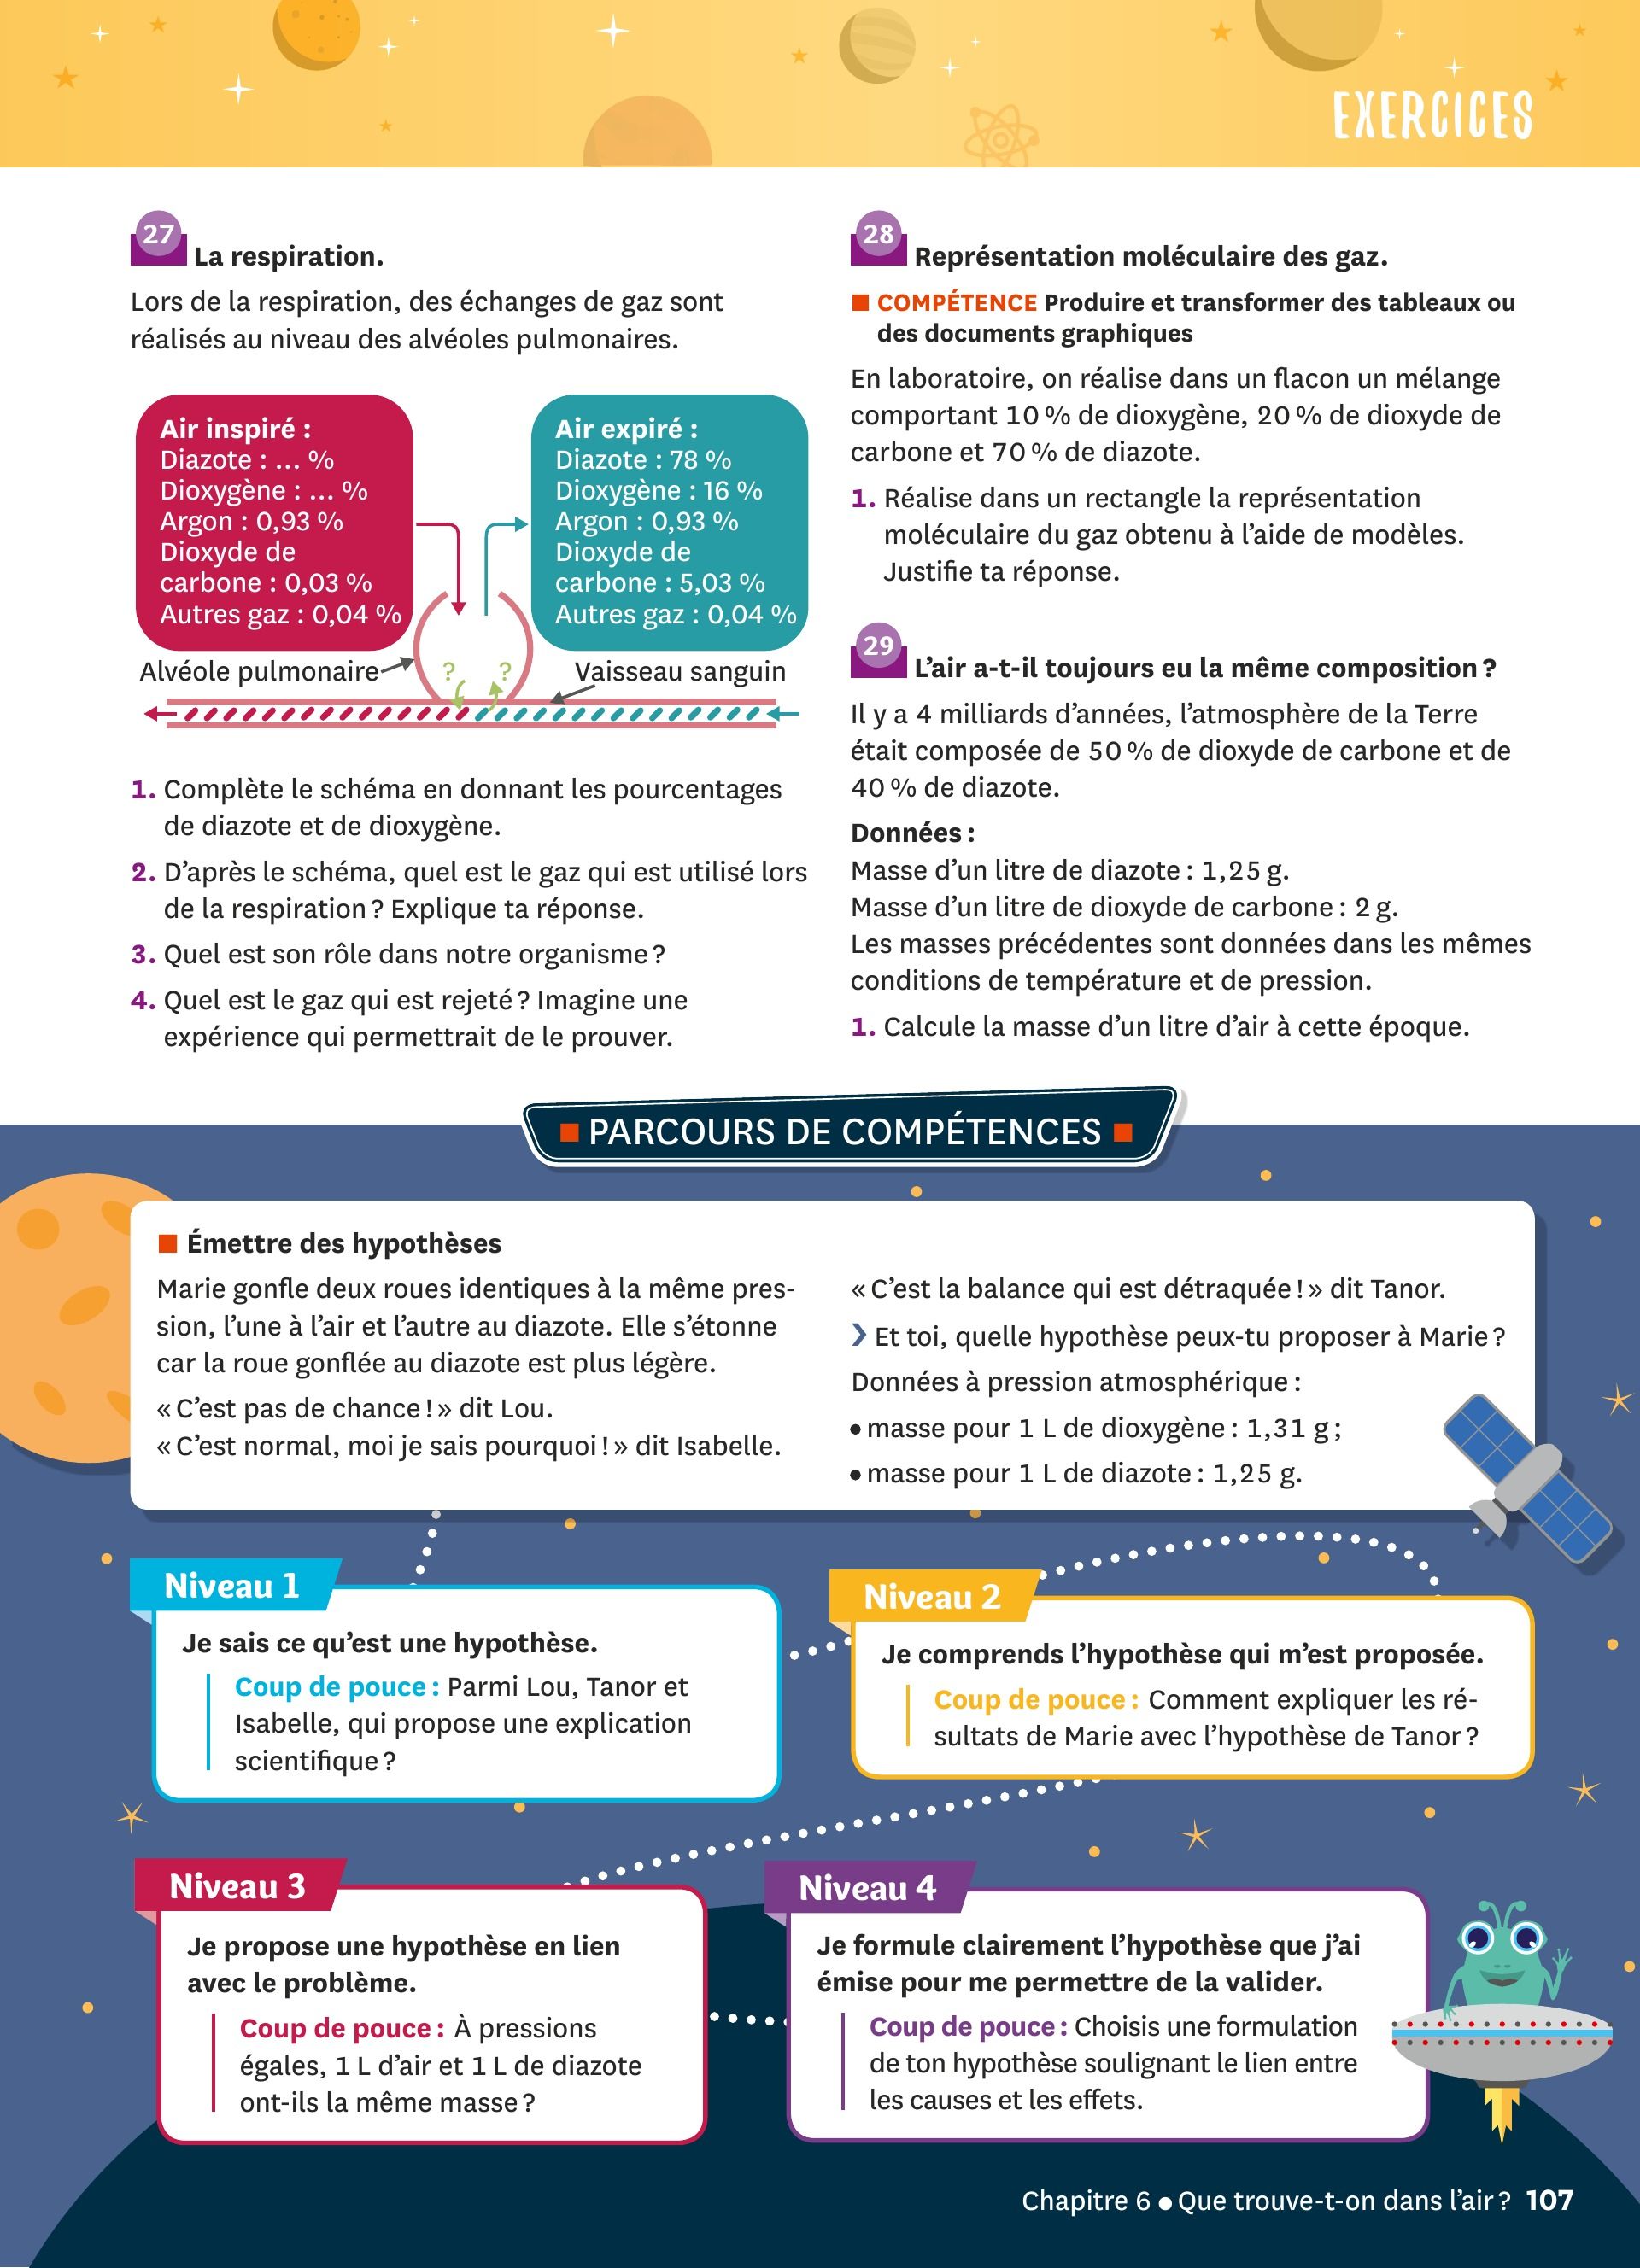 EXERCICES
27 La respiration.
Lors de la respiration, des échanges de gaz sont
réalisés au niveau des alvéoles pulmonaires.
Air inspiré :
Diazote : ... %
Dioxygène : ... %
Argon : 0,93 %
Dioxyde de
carbone : 0,03 %
Autres gaz : 0,04 %
Air expiré :
Diazote : 78 %
Dioxygène : 16 %
Argon : 0,93 %
Dioxyde de
carbone : 5,03 %
Autres gaz : 0,04 %
Alvéole pulmonaire
? ?
Vaisseau sanguin
1. Complète le schéma en donnant les pourcentages
de diazote et de dioxygène.
2. D'après le schéma, quel est le gaz qui est utilisé lors
de la respiration ? Explique ta réponse.
3. Quel est son rôle dans notre organisme ?
4. Quel est le gaz qui est rejeté ? Imagine une
expérience qui permettrait de le prouver.
28 Représentation moléculaire des gaz.
COMPÉTENCE Produire et transformer des tableaux ou
des documents graphiques
En laboratoire, on réalise dans un flacon un mélange
comportant 10 % de dioxygène, 20 % de dioxyde de
carbone et 70 % de diazote.
1. Réalise dans un rectangle la représentation
moléculaire du gaz obtenu à l'aide de modèles.
Justifie ta réponse.
29 L'air a-t-il toujours eu la même composition ?
Il y a 4 milliards d'années, l'atmosphère de la Terre
était composée de 50 % de dioxyde de carbone et de
40 % de diazote.
Données :
Masse d'un litre de diazote : 1,25 g.
Masse d'un litre de dioxyde de carbone : 2 g.
Les masses précédentes sont données dans les mêmes
conditions de température et de pression.
1. Calcule la masse d'un litre d'air à cette époque.
PARCOURS DE COMPÉTENCES
Émettre des hypothèses
Marie gonfle deux roues identiques à la même pres-
sion, l'une à l'air et l'autre au diazote. Elle s'étonne
car la roue gonflée au diazote est plus légère.
« C'est pas de chance ! » dit Lou.
« C'est normal, moi je sais pourquoi ! » dit Isabelle.
« C'est la balance qui est détraquée ! » dit Tanor.
❯ Et toi, quelle hypothèse peux-tu proposer à Marie ?
Données à pression atmosphérique :
• masse pour 1 L de dioxygène : 1,31 g ;
• masse pour 1 L de diazote : 1,25 g.
Niveau 1
Je sais ce qu'est une hypothèse.
Coup de pouce : Parmi Lou, Tanor et
Isabelle, qui propose une explication
scientifique ?
Niveau 2
Je comprends l'hypothèse qui m'est proposée.
Coup de pouce : Comment expliquer les ré-
sultats de Marie avec l'hypothèse de Tanor ?
Niveau 3
Je propose une hypothèse en lien
avec le problème.
Coup de pouce : À pressions
égales, 1 L d'air et 1 L de diazote
ont-ils la même masse ?
Niveau 4
Je formule clairement l'hypothèse que j'ai
émise pour me permettre de la valider.
Coup de pouce : Choisis une formulation
de ton hypothèse soulignant le lien entre
les causes et les effets.
Chapitre 6 • Que trouve-t-on dans l'air ? 107